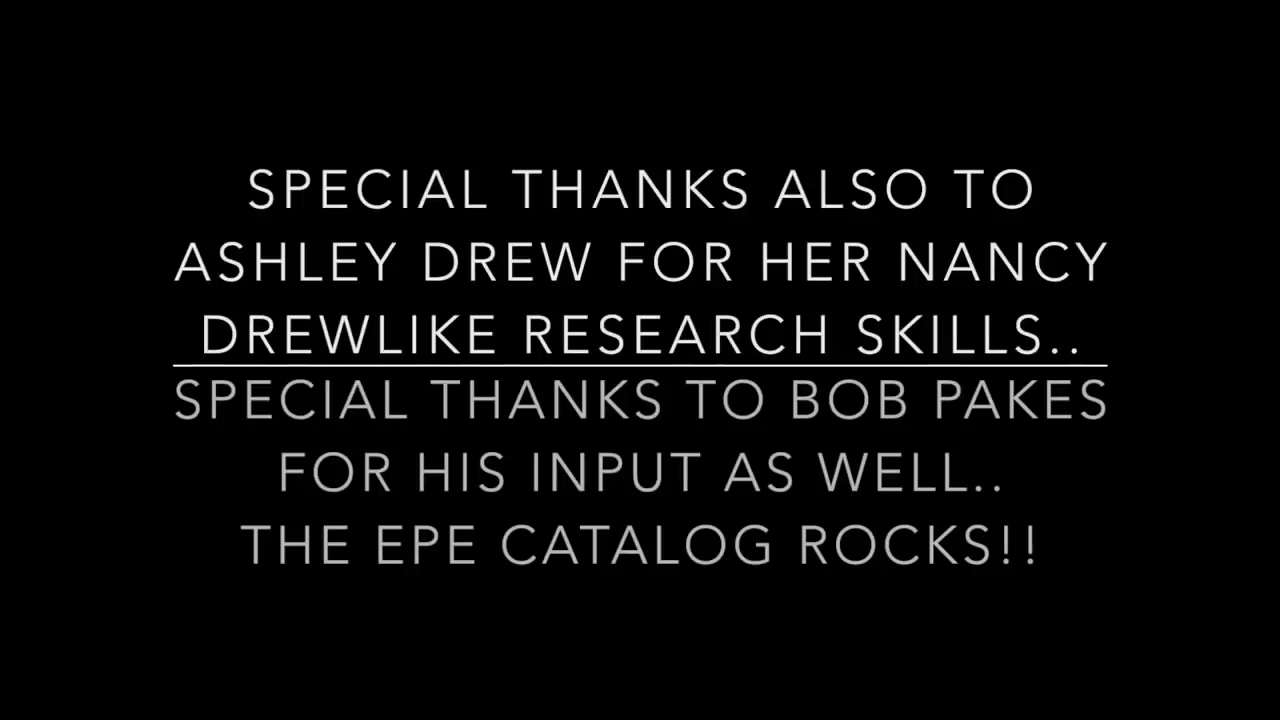 SPECIAL THANKS ALSO TO
ASHLEY DREW FOR HER NANCY
DREWLIKE RESEARCH SKILLS..
SPECIAL THANKS TO BOB PAKES
FOR HIS INPUT AS WELL..
THE EPE CATALOG ROCKS!!